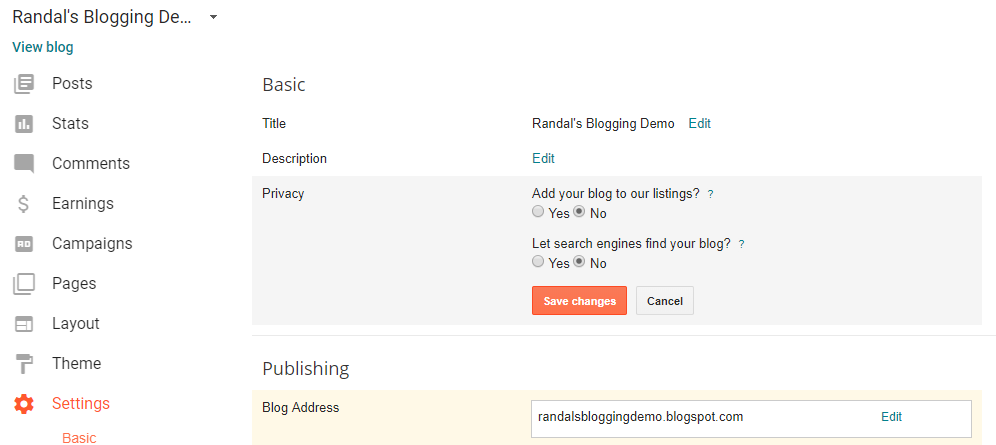 Randal's Blogging De...
View blog
Posts
Stats
Comments
Earnings
Campaigns
Pages
Layout
Theme
Settings
Basic
Basic
Title Randal's Blogging Demo Edit
Description Edit
Privacy Add your blog to our listings? ?
Yes No
Let search engines find your blog? ?
Yes No
Save changes Cancel
Publishing
Blog Address randalsbloggingdemo.blogspot.com Edit